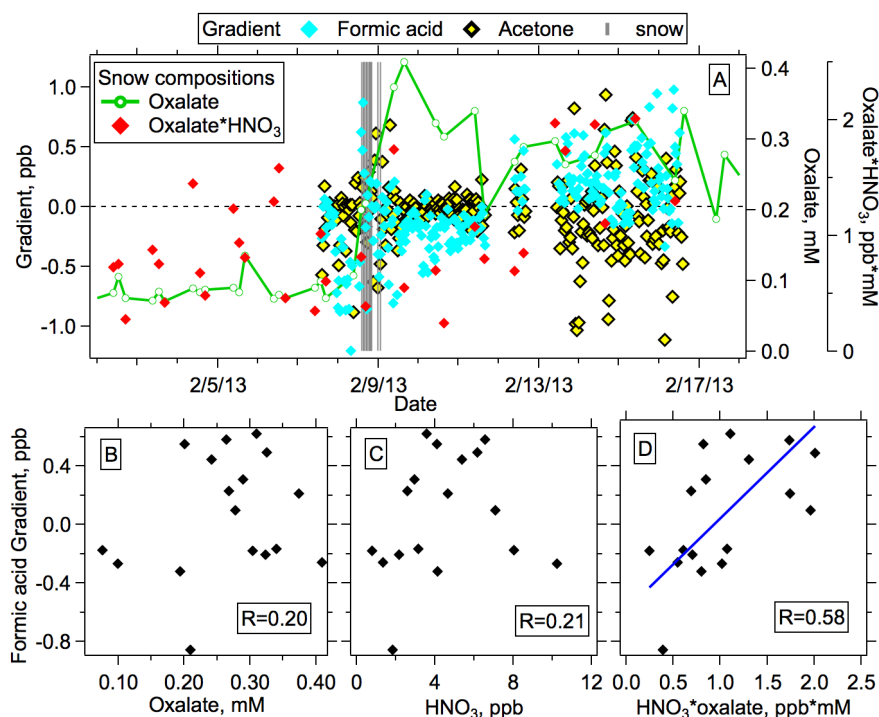 Gradient Formic acid Acetone snow
A
Snow compositions
Oxalate
Oxalate*HNO3
1.0
0.5
0.0
-0.5
-1.0
Gradient, ppb
0.4
0.3
0.2
0.1
0.0
Oxalate, mM
2
1
0
Oxalate*HNO3, ppb*mM
2/5/13 2/9/13 2/13/13 2/17/13
Date
B
R=0.20
0.4
0.0
-0.4
-0.8
Formic acid Gradient, ppb
0.10 0.20 0.30 0.40
Oxalate, mM
C
R=0.21
0 4 8 12
HNO3, ppb
D
R=0.58
0.0 0.5 1.0 1.5 2.0 2.5
HNO3*oxalate, ppb*mM